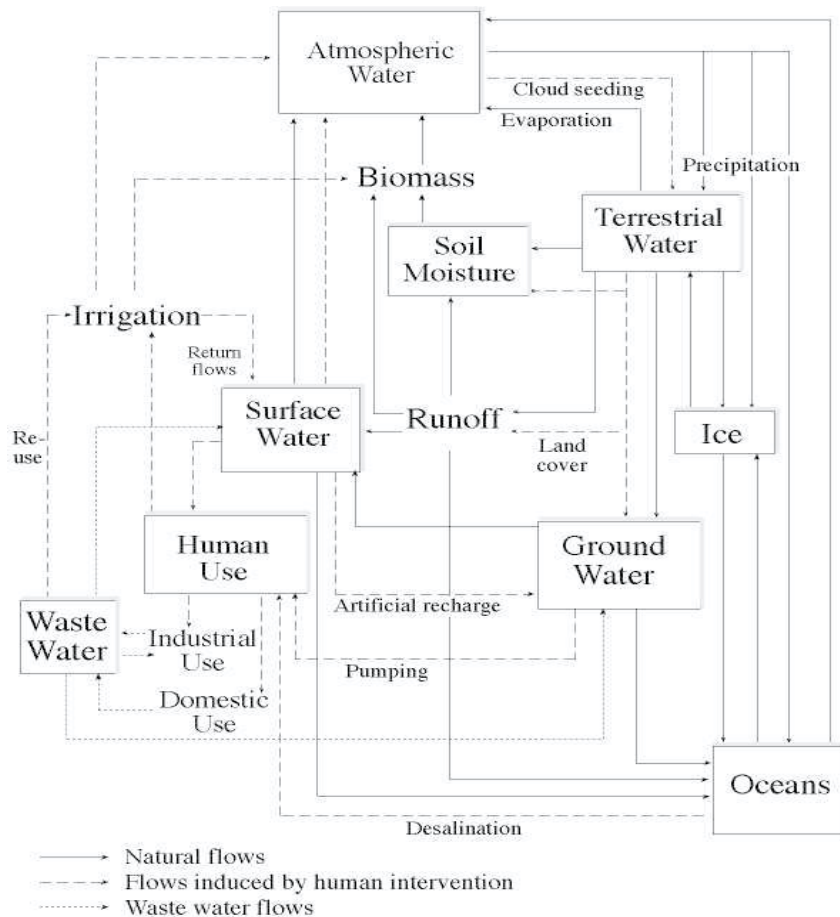 Atmospheric
Water
Cloud seeding
Evaporation
Precipitation
Biomass
Terrestrial
Water
Soil
Moisture
Irrigation
Return
flows
Surface
Water
Runoff
Ice
Re-
use
Land
cover
Human
Use
Ground
Water
Artificial recharge
Waste
Water
Industrial
Use
Pumping
Domestic
Use
Oceans
Desalination
Natural flows
Flows induced by human intervention
Waste water flows